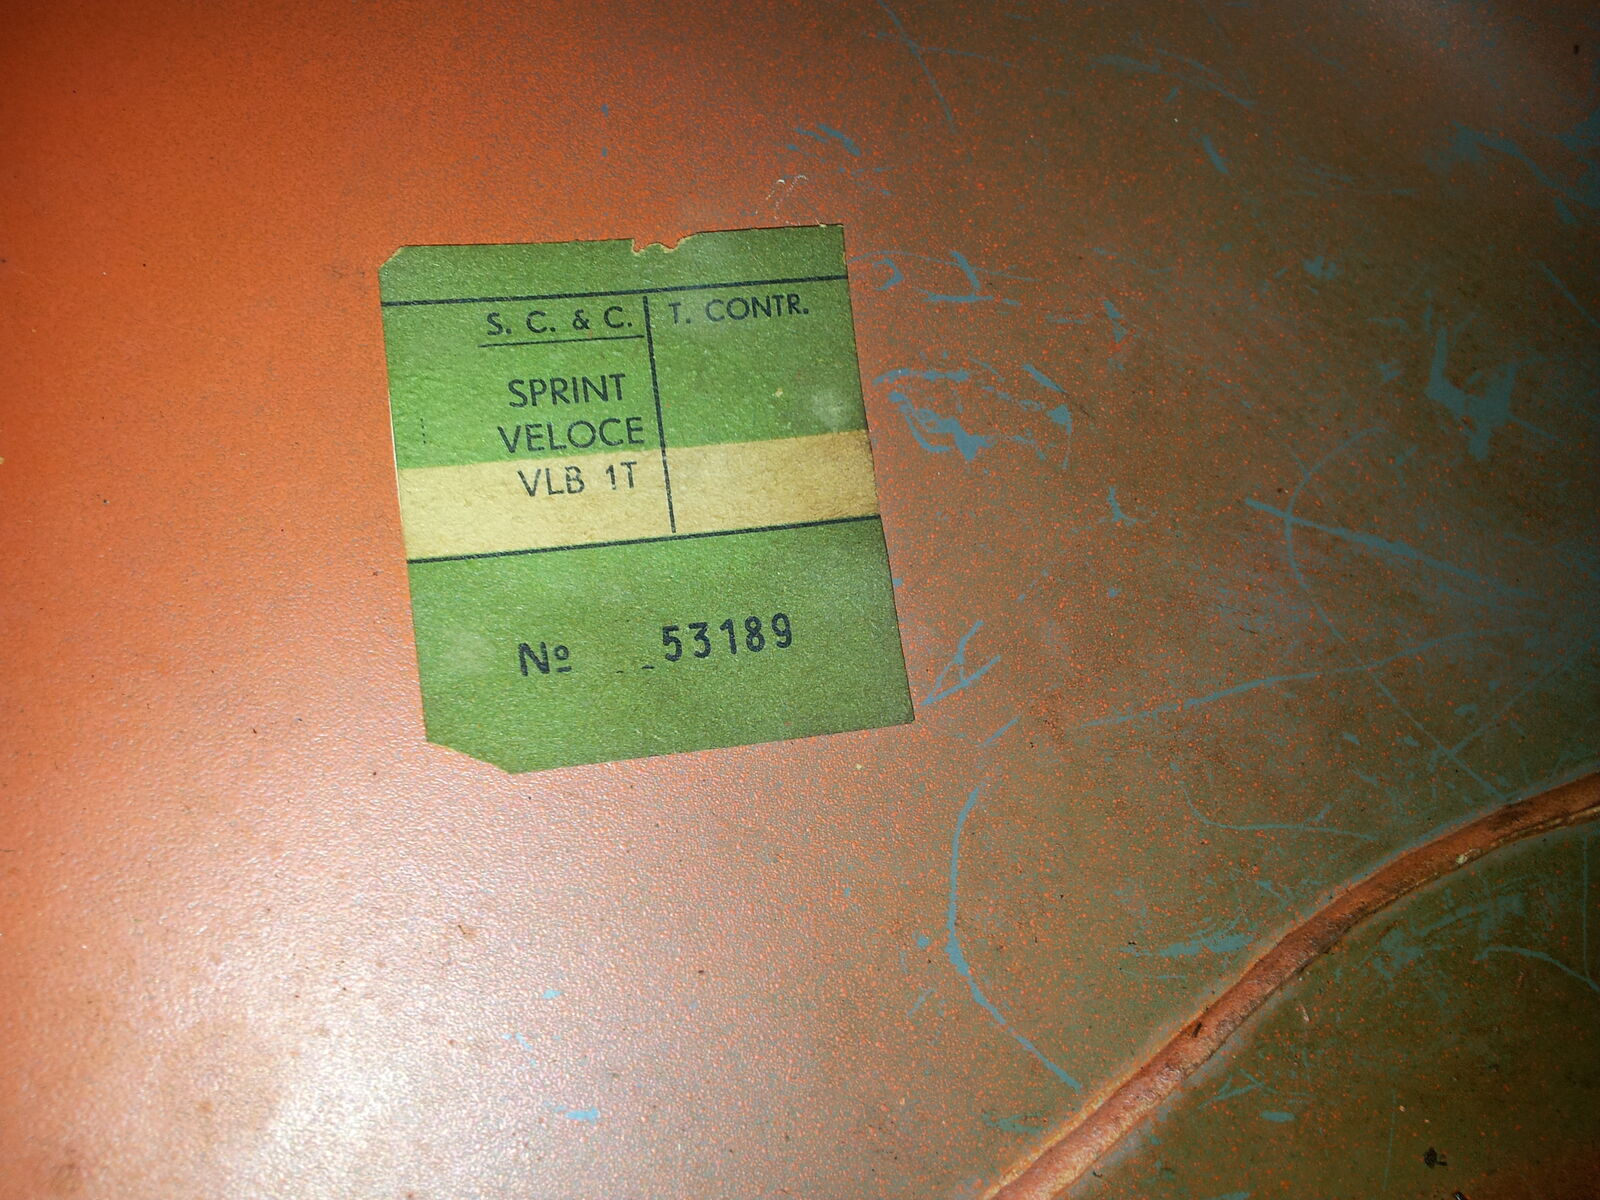 S. C. & C. T. CONTR.
SPRINT
VELOCE
VLB 1T
Nº 53189